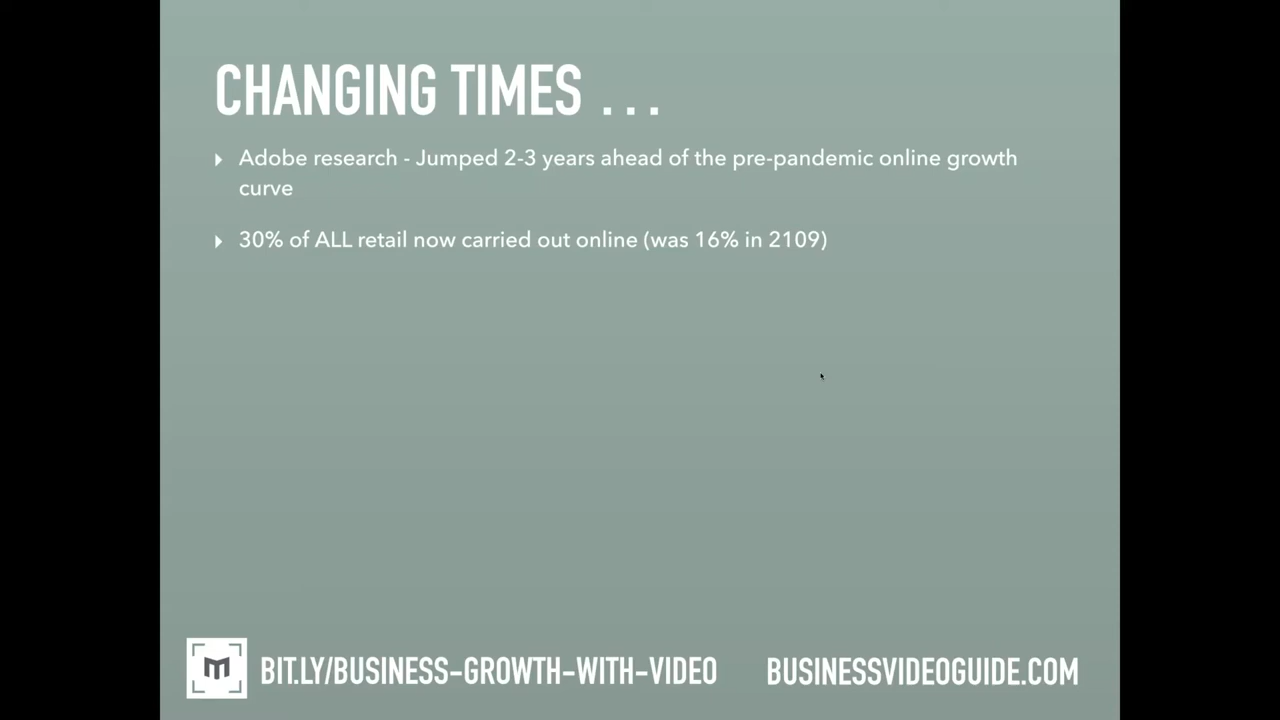 CHANGING TIMES ...
Adobe research - Jumped 2-3 years ahead of the pre-pandemic online growth
curve
30% of ALL retail now carried out online (was 16% in 2109)
m
BIT.LY/BUSINESS-GROWTH-WITH-VIDEO
BUSINESSVIDEOGUIDE.COM